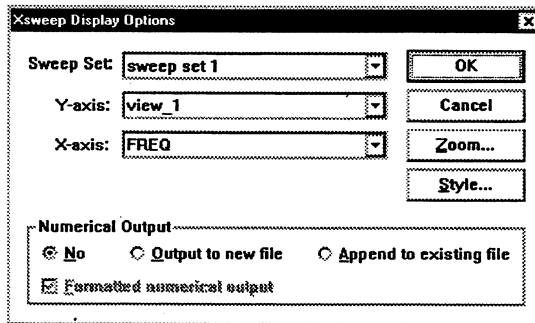 Xsweep Display Options
Sweep Set: sweep set 1 OK
Y-axis: view_1 Cancel
X-axis: FREQ Zoom...
Style...
Numerical Output
No Output to new file Append to existing file
Formatted numerical output